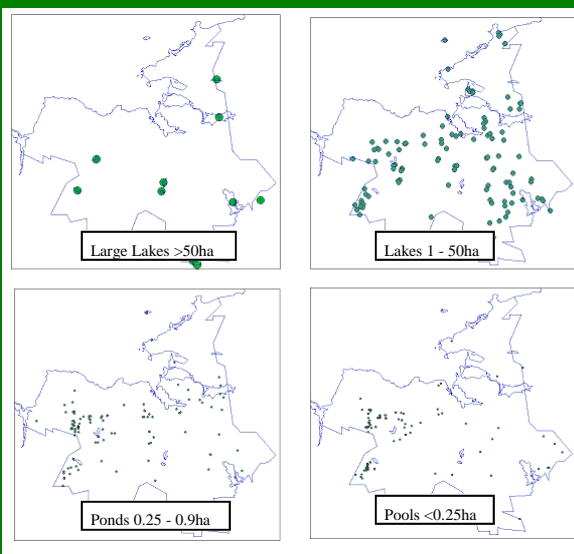 Large Lakes >50ha
Lakes 1 - 50ha
Ponds 0.25 - 0.9ha
Pools <0.25ha